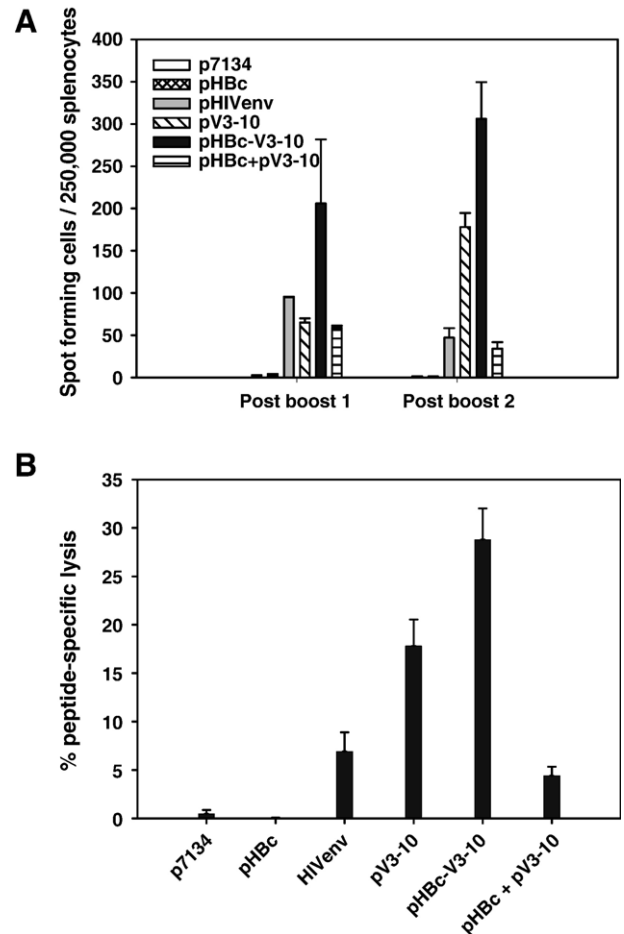 A
Spot forming cells / 250,000 splenocytes
400
350
300
250
200
150
100
50
0
p7134
pHBc
pHIVenv
pV3-10
pHBc-V3-10
pHBc+pV3-10
Post boost 1
Post boost 2
B
% peptide-specific lysis
35
30
25
20
15
10
5
0
p7134
pHBc
HIVenv
pV3-10
pHBc-V3-10
pHBc + pV3-10